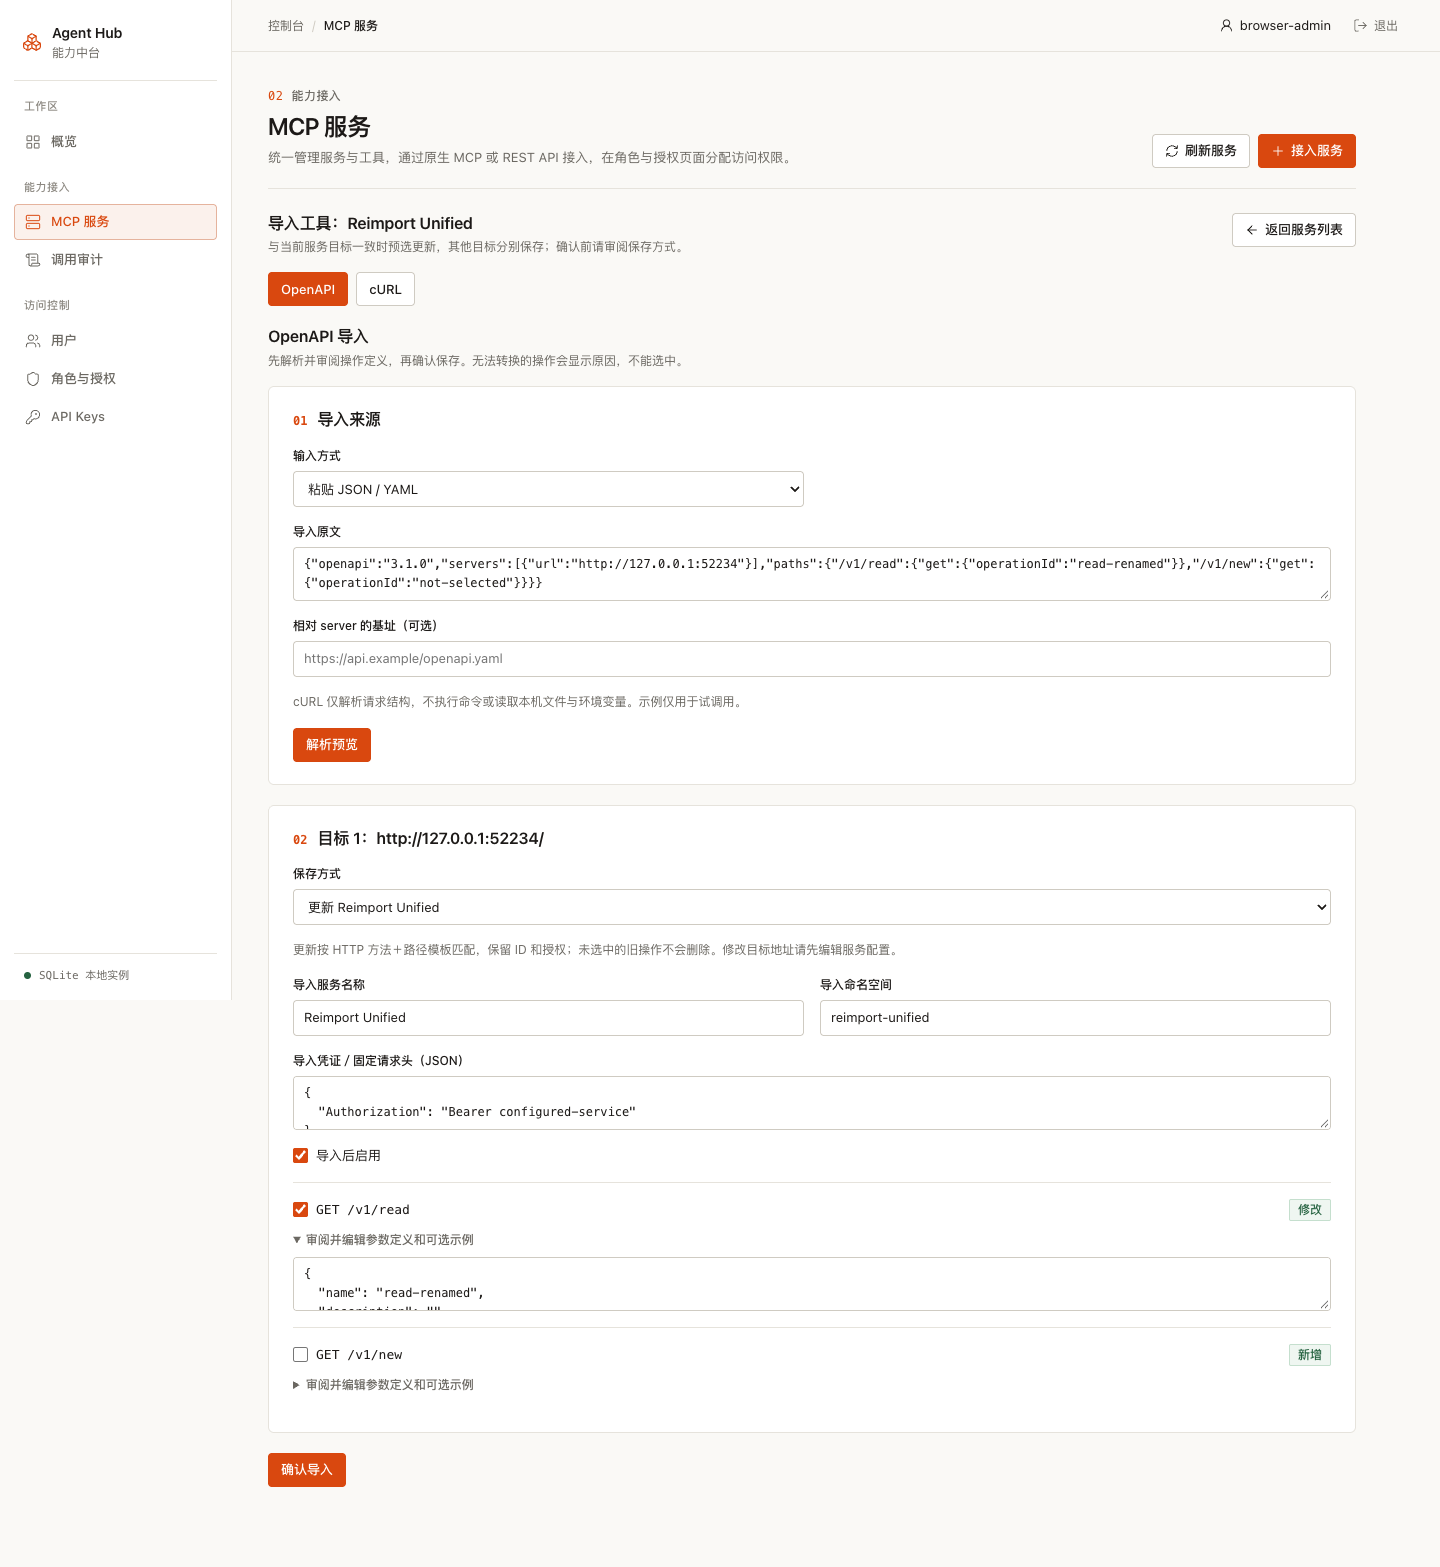 Agent Hub
能力中台
工作区
概览
能力接入
MCP 服务
调用审计
访问控制
用户
角色与授权
API Keys
SQLite 本地实例
控制台 / MCP 服务
browser-admin
退出
02 能力接入
MCP 服务
统一管理服务与工具，通过原生 MCP 或 REST API 接入，在角色与授权页面分配访问权限。
刷新服务
接入服务
导入工具：Reimport Unified
与当前服务目标一致时预选更新，其他目标分别保存；确认前请审阅保存方式。
返回服务列表
OpenAPI
cURL
OpenAPI 导入
先解析并审阅操作定义，再确认保存。无法转换的操作会显示原因，不能选中。
01 导入来源
输入方式
粘贴 JSON / YAML
导入原文
{"openapi":"3.1.0","servers":[{"url":"http://127.0.0.1:52234"}],"paths":{"/v1/read":{"get":{"operationId":"read-renamed"}},"/v1/new":{"get":
{"operationId":"not-selected"}}}}
相对 server 的基址（可选）
https://api.example/openapi.yaml
cURL 仅解析请求结构，不执行命令或读取本机文件与环境变量。示例仅用于试调用。
解析预览
02 目标 1：http://127.0.0.1:52234/
保存方式
更新 Reimport Unified
更新按 HTTP 方法＋路径模板匹配，保留 ID 和授权；未选中的旧操作不会删除。修改目标地址请先编辑服务配置。
导入服务名称
导入命名空间
Reimport Unified
reimport-unified
导入凭证 / 固定请求头（JSON）
{
"Authorization": "Bearer configured-service"
}
导入后启用
GET /v1/read
修改
审阅并编辑参数定义和可选示例
{
"name": "read-renamed",
"description": ""
GET /v1/new
新增
审阅并编辑参数定义和可选示例
确认导入